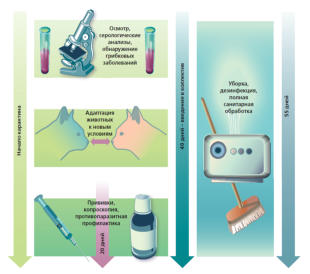 Осмотр,
серологические
анализы,
обнаружение
грибковых
заболеваний
Адаптация
животных
к новым
условиям
Прививки,
копроскопия,
противопаразитная
профилактика
Начало карантина
20 дней
40 дней – введение в коллектив
Уборка,
дезинфекция,
полная
санитарная
обработка
55 дней